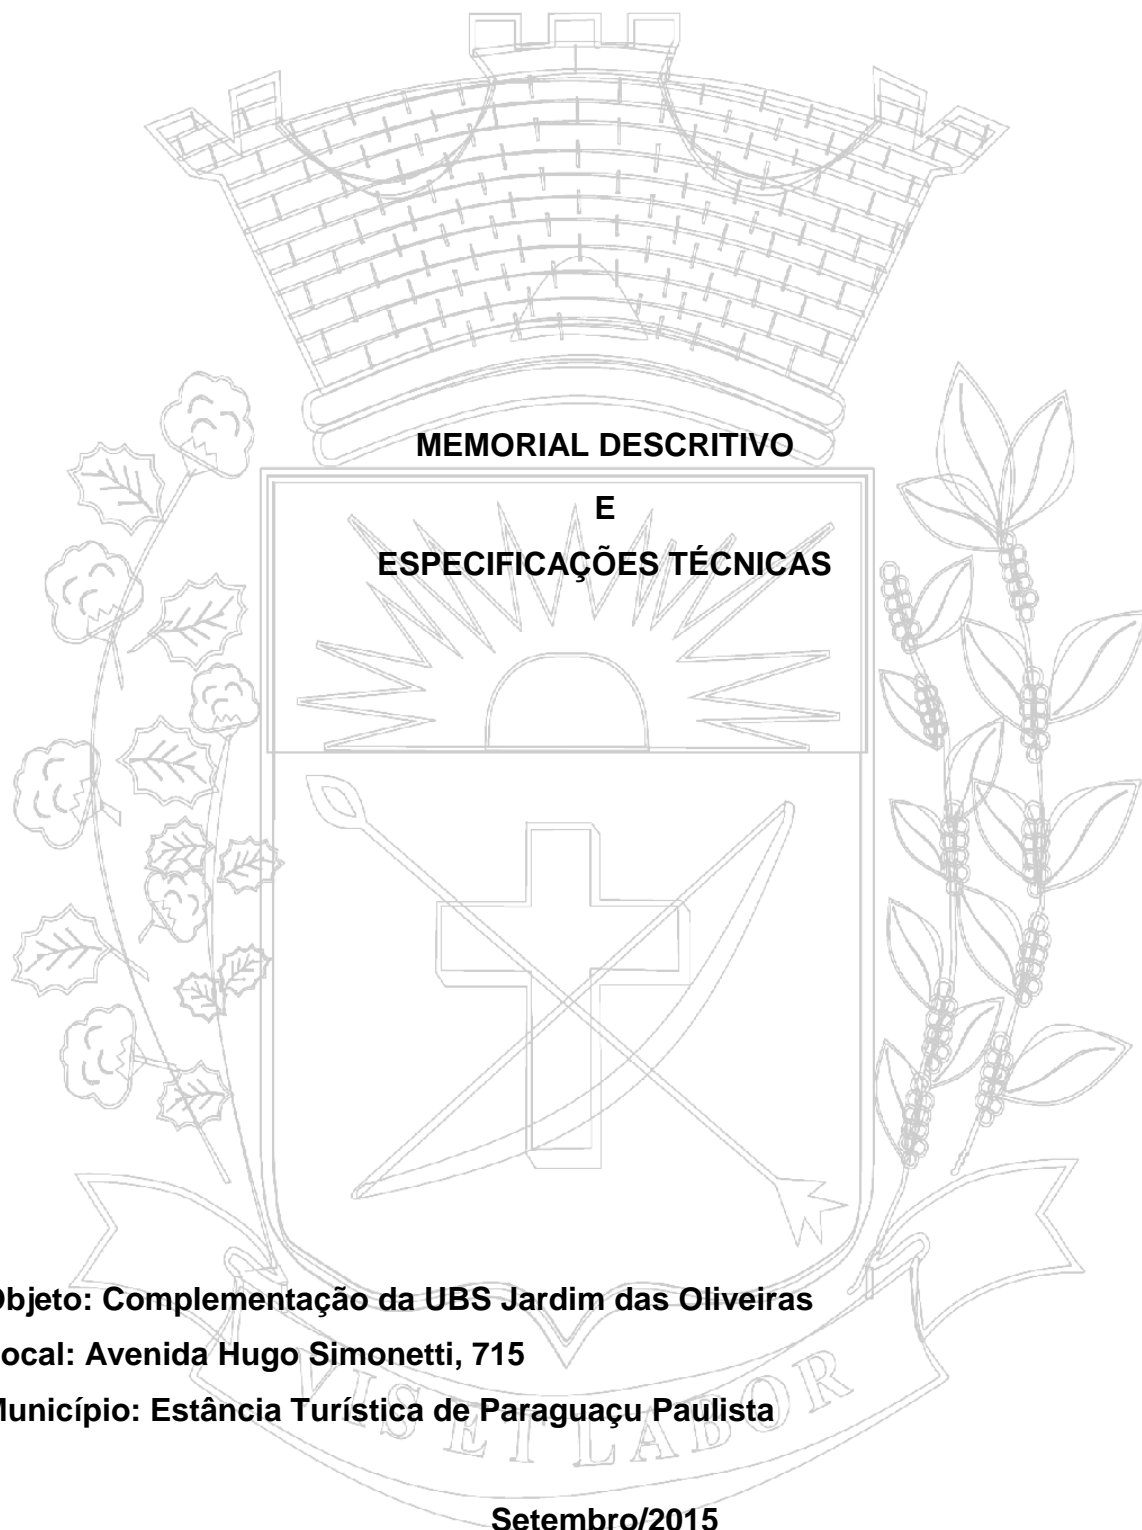 MEMORIAL DESCRITIVO
E
ESPECIFICAÇÕES TÉCNICAS
Objeto: Complementação da UBS Jardim das Oliveiras
Local: Avenida Hugo Simonetti, 715
Município: Estância Turística de Paraguaçu Paulista
VIS ET LABOR
Setembro/2015